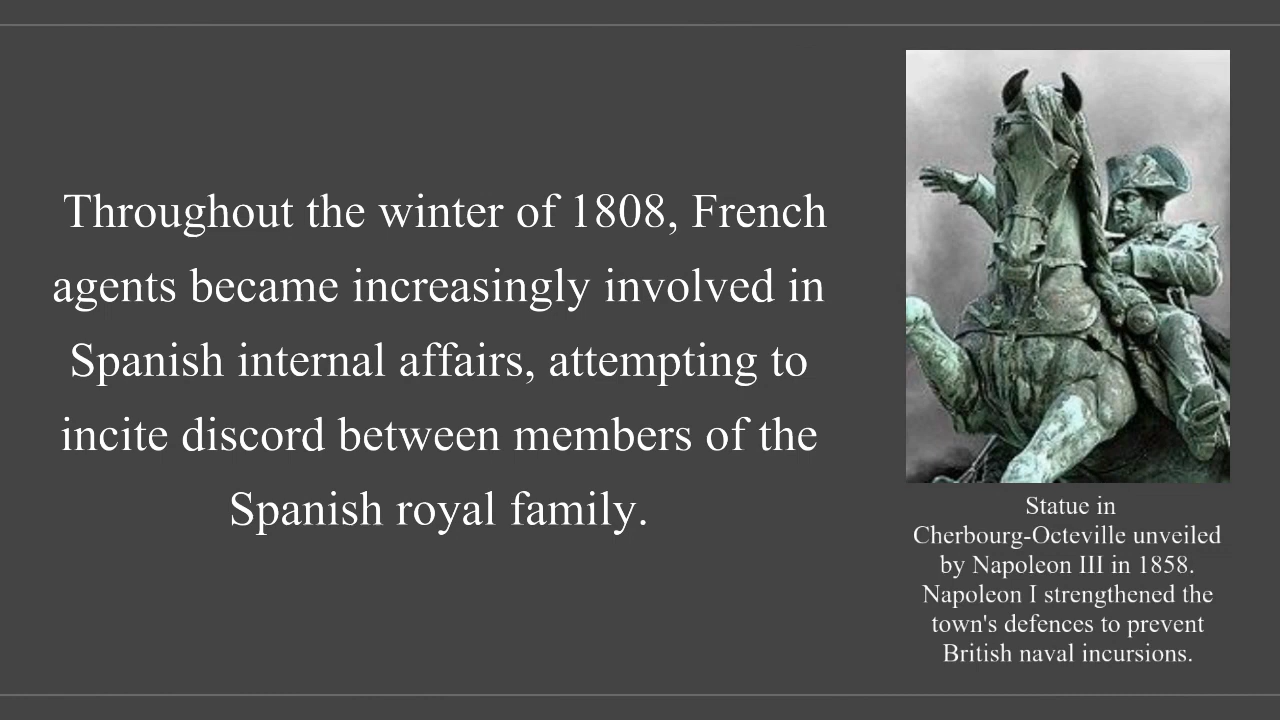 Throughout the winter of 1808, French
agents became increasingly involved in
Spanish internal affairs, attempting to
incite discord between members of the
Spanish royal family.
Statue in
Cherbourg-Octeville unveiled
by Napoleon III in 1858.
Napoleon I strengthened the
town's defences to prevent
British naval incursions.